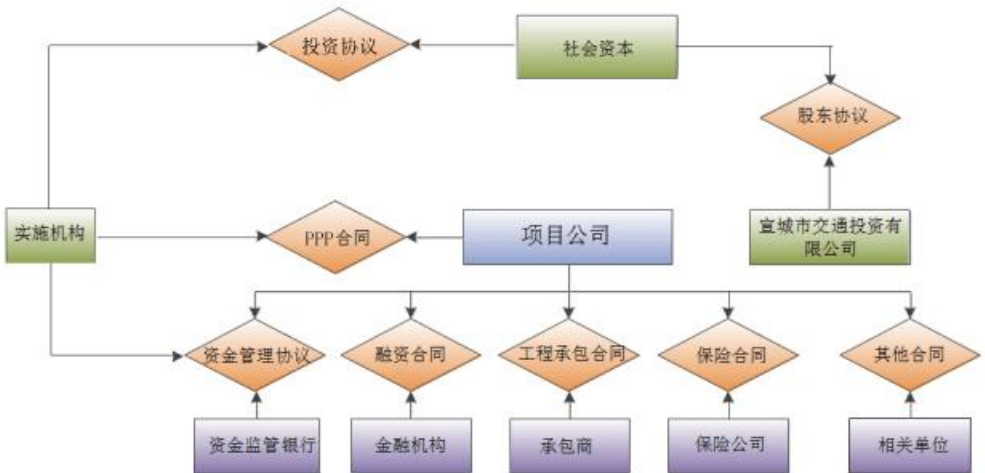 投资协议
社会资本
股东协议
实施机构
PPP合同
项目公司
宣城市交通投资有
限公司
资金管理协议
融资合同
工程承包合同
保险合同
其他合同
资金监管银行
金融机构
承包商
保险公司
相关单位